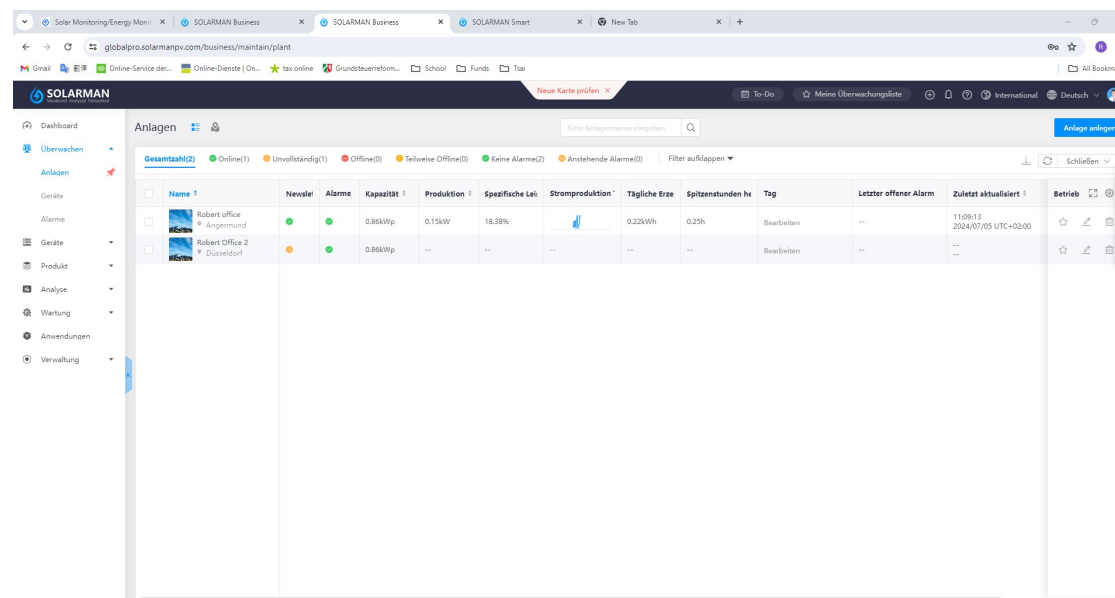 Solar Monitoring/Energy Monit × SOLARMAN Business × SOLARMAN Business × SOLARMAN Smart × New Tab × +
globalpro.solarmanpv.com/business/maintain/plant
Gmail 翻譯 Online-Service der... Online-Dienste | On... tax online Grundsteuerreform... School Funds Tsai All Bookma
SOLARMAN Neue Karte prüfen × To-Do Meine Überwachungsliste International Deutsch
Dashboard
Überwachen
Anlagen
Geräte
Alarme
Geräte
Produkt
Analyse
Wartung
Anwendungen
Verwaltung
Anlagen Bitte Anlagenname eingeben Anlage anlegen
Gesamtzahl(2) Online(1) Unvollständig(1) Offline(0) Teilweise Offline(0) Keine Alarme(2) Anstehende Alarme(0) Filter aufklappen Schließen
Name Newslet Alarme Kapazität Produktion Spezifische Lei Stromproduktion Tägliche Erze Spitzenstunden he Tag Letzter offener Alarm Zuletzt aktualisiert Betrieb
Robert office 11:09:13
Angermund 0.86kWp 0.15kW 18.38% 0.22kWh 0.25h Bearbeiten -- 2024/07/05 UTC+02:00
Robert Office 2 --
Düsseldorf 0.86kWp -- -- -- -- -- Bearbeiten -- --